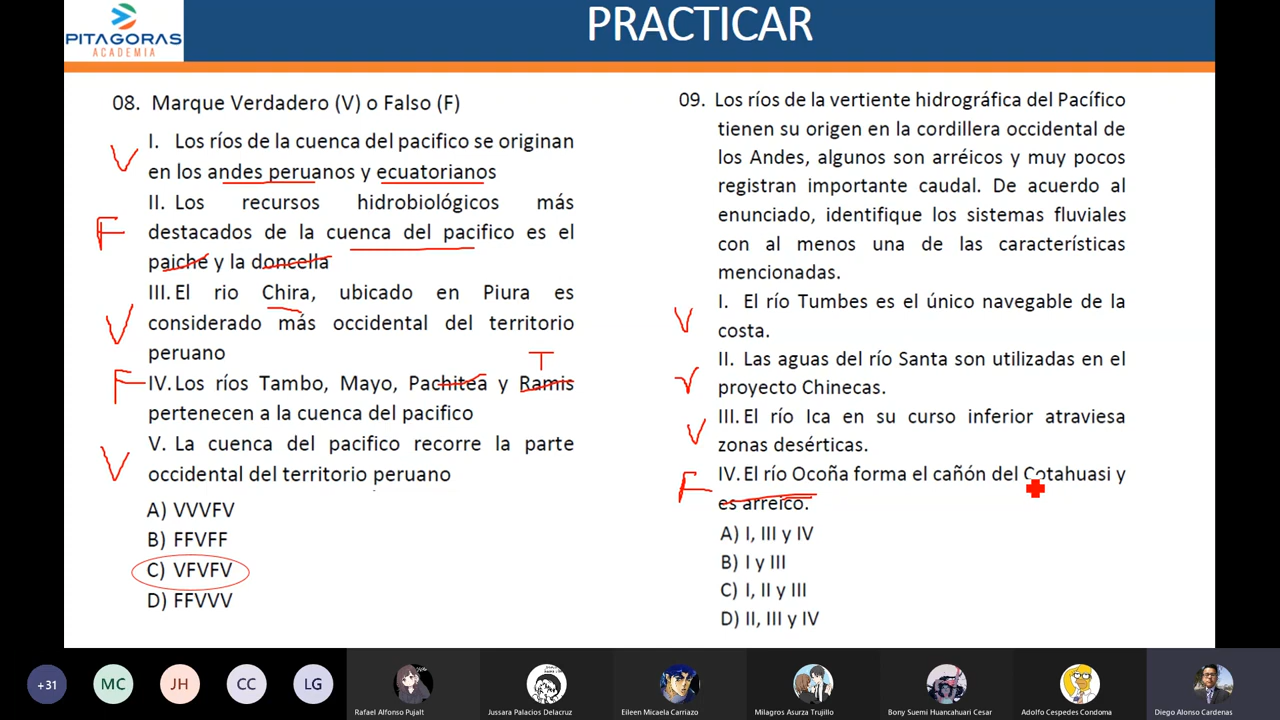 PITAGORAS
ACADEMIA
PRACTICAR
08. Marque Verdadero (V) o Falso (F)
V
I. Los ríos de la cuenca del pacifico se originan
en los andes peruanos y ecuatorianos
F
II. Los recursos hidrobiológicos más
destacados de la cuenca del pacifico es el
paiche y la doncella
V
III. El rio Chira, ubicado en Piura es
considerado más occidental del territorio
peruano
T
F
IV. Los ríos Tambo, Mayo, Pachitea y Ramis
pertenecen a la cuenca del pacifico
V
V. La cuenca del pacifico recorre la parte
occidental del territorio peruano
A) VVVFV
B) FFVFF
C) VFVFV
D) FFVVV
09. Los ríos de la vertiente hidrográfica del Pacífico
tienen su origen en la cordillera occidental de
los Andes, algunos son arréicos y muy pocos
registran importante caudal. De acuerdo al
enunciado, identifique los sistemas fluviales
con al menos una de las características
mencionadas.
V
I. El río Tumbes es el único navegable de la
costa.
V
II. Las aguas del río Santa son utilizadas en el
proyecto Chinecas.
V
III. El río Ica en su curso inferior atraviesa
zonas desérticas.
F
IV. El río Ocoña forma el cañón del Cotahuasi y
es arreico.
A) I, III y IV
B) I y III
C) I, II y III
D) II, III y IV
+31
MC
JH
CC
LG
Rafael Alfonso Pujalt
Jussara Palacios Delacruz
Eileen Micaela Carriazo
Milagros Asurza Trujillo
Bony Suemi Huancahuari Cesar
Adolfo Cespedes Condoma
Diego Alonso Cardenas